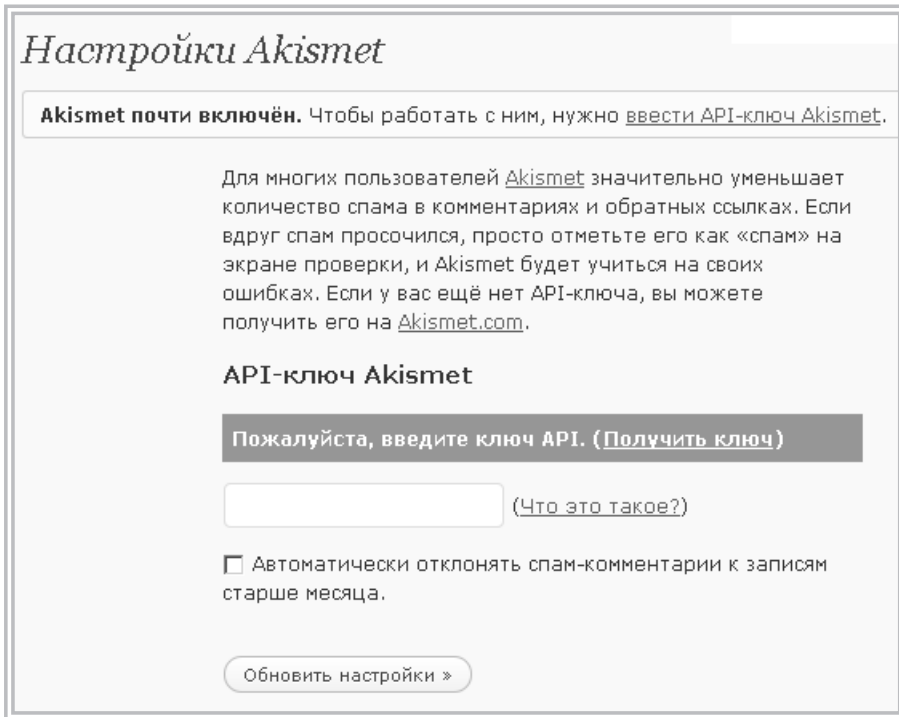 Настройки Akismet
Akismet почти включён. Чтобы работать с ним, нужно ввести API-ключ Akismet.
Для многих пользователей Akismet значительно уменьшает
количество спама в комментариях и обратных ссылках. Если
вдруг спам просочился, просто отметьте его как «спам» на
экране проверки, и Akismet будет учиться на своих
ошибках. Если у вас ещё нет API-ключа, вы можете
получить его на Akismet.com.
API-ключ Akismet
Пожалуйста, введите ключ API. (Получить ключ)
(Что это такое?)
Автоматически отклонять спам-комментарии к записям
старше месяца.
Обновить настройки »